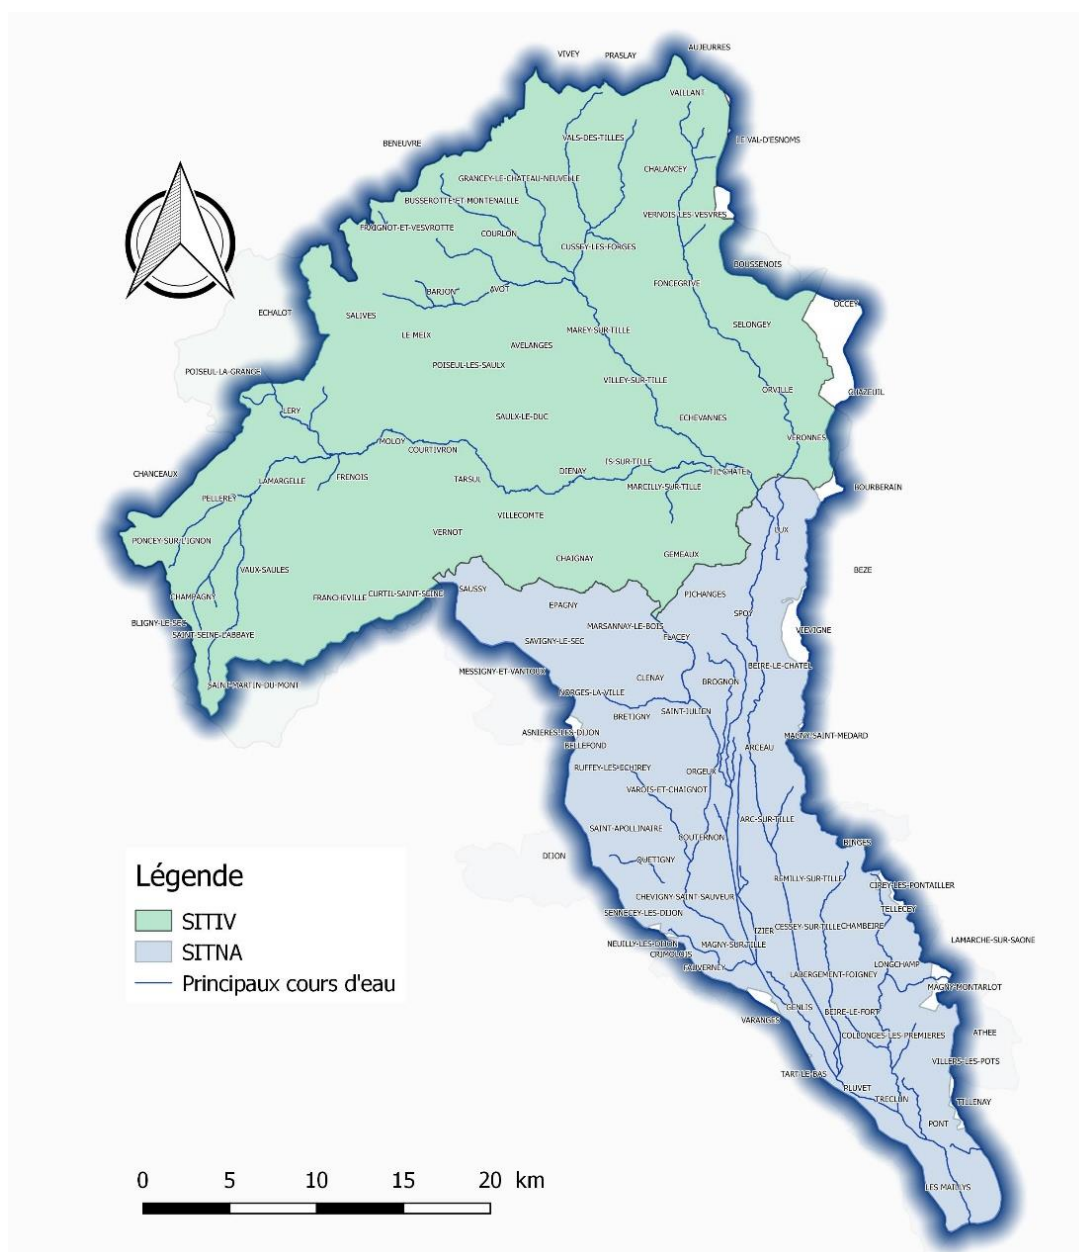 AUJEURRES
VIVEY
PRASLAY
VAILLANT
VALS-DES-TILLES
LE-VAL-D'ESNOMS
BENEUVRE
CHALANCEY
GRANCEY-LE-CHATEAU-NEUVELLE
BUSSEROTTE-ET-MONTENAILLE
VERNOIS-LES-VESVRES
FRAIGNOT-ET-VESVROTTE
COURLON
CUSSEY-LES-FORGES
BOUSSENOIS
FONCEGRIVE
BARJON
AVOT
OCCEY
ECHALOT
SALIVES
SELONGEY
LE MEIX
MAREY-SUR-TILLE
AVELANGES
POISEUL-LES-SAULX
POISEUL-LA-GRANGE
VILLEY-SUR-TILLE
ORVILLE
CHAZEUIL
LERY
SAULX-LE-DUC
ECHEVANNES
VERONNES
MOLOY
COURTIVRON
IS-SUR-TILLE
CHANCEAUX
DIENAY
TIL-CHATEL
LAMARGELLE
FRENOIS
TARSUL
MARCILLY-SUR-TILLE
BOURBERAIN
PELLEREY
VILLECOMTE
VERNOT
LUX
PONCEY-SUR-L'IGNON
CHAIGNAY
GEMEAUX
VAUX-SAULES
BEZE
SAUSSY
CHAMPAGNY
FRANCHEVILLE
CURTIL-SAINT-SEINE
PICHANGES
EPAGNY
SPOY
BLIGNY-LE-SEC
MARSANNAY-LE-BOIS
VIEVIGNE
SAINT-SEINE-L'ABBAYE
SAVIGNY-LE-SEC
FLACEY
BEIRE-LE-CHATEL
MESSIGNY-ET-VANTOUX
CLENAY
BROGNON
SAINT-MARTIN-DU-MONT
NORGES-LA-VILLE
SAINT-JULIEN
BRETIGNY
ASNIERES-LES-DIJON
MAGNY-SAINT-MEDARD
BELLEFOND
ARCEAU
RUFFEY-LES-ECHIREY
ORGEUX
VAROIS-ET-CHAIGNOT
ARC-SUR-TILLE
SAINT-APOLLINAIRE
COUTERNON
BINGES
DIJON
QUETIGNY
REMILLY-SUR-TILLE
CIREY-LES-PONTAILLER
CHEVIGNY-SAINT-SAUVEUR
TELLECEY
SENNECEY-LES-DIJON
IZIER
CESSEY-SUR-TILLE
CHAMBEIRE
NEUILLY-LES-DIJON
MAGNY-SUR-TILLE
LAMARCHE-SUR-SAONE
CRIMOLOIS
FAUVERNEY
LONGCHAMP
LABERGEMENT-FOIGNEY
MAGNY-MONTARLOT
GENLIS
BEIRE-LE-FORT
VARANGES
ATHEE
COLLONGES-LES-PREMIERES
VILLERS-LES-POTS
TART-LE-BAS
PLUVET
TRECLUN
TILLENAY
PONT
LES MAILLYS
Légende
SITIV
SITNA
Principaux cours d'eau
0 5 10 15 20 km